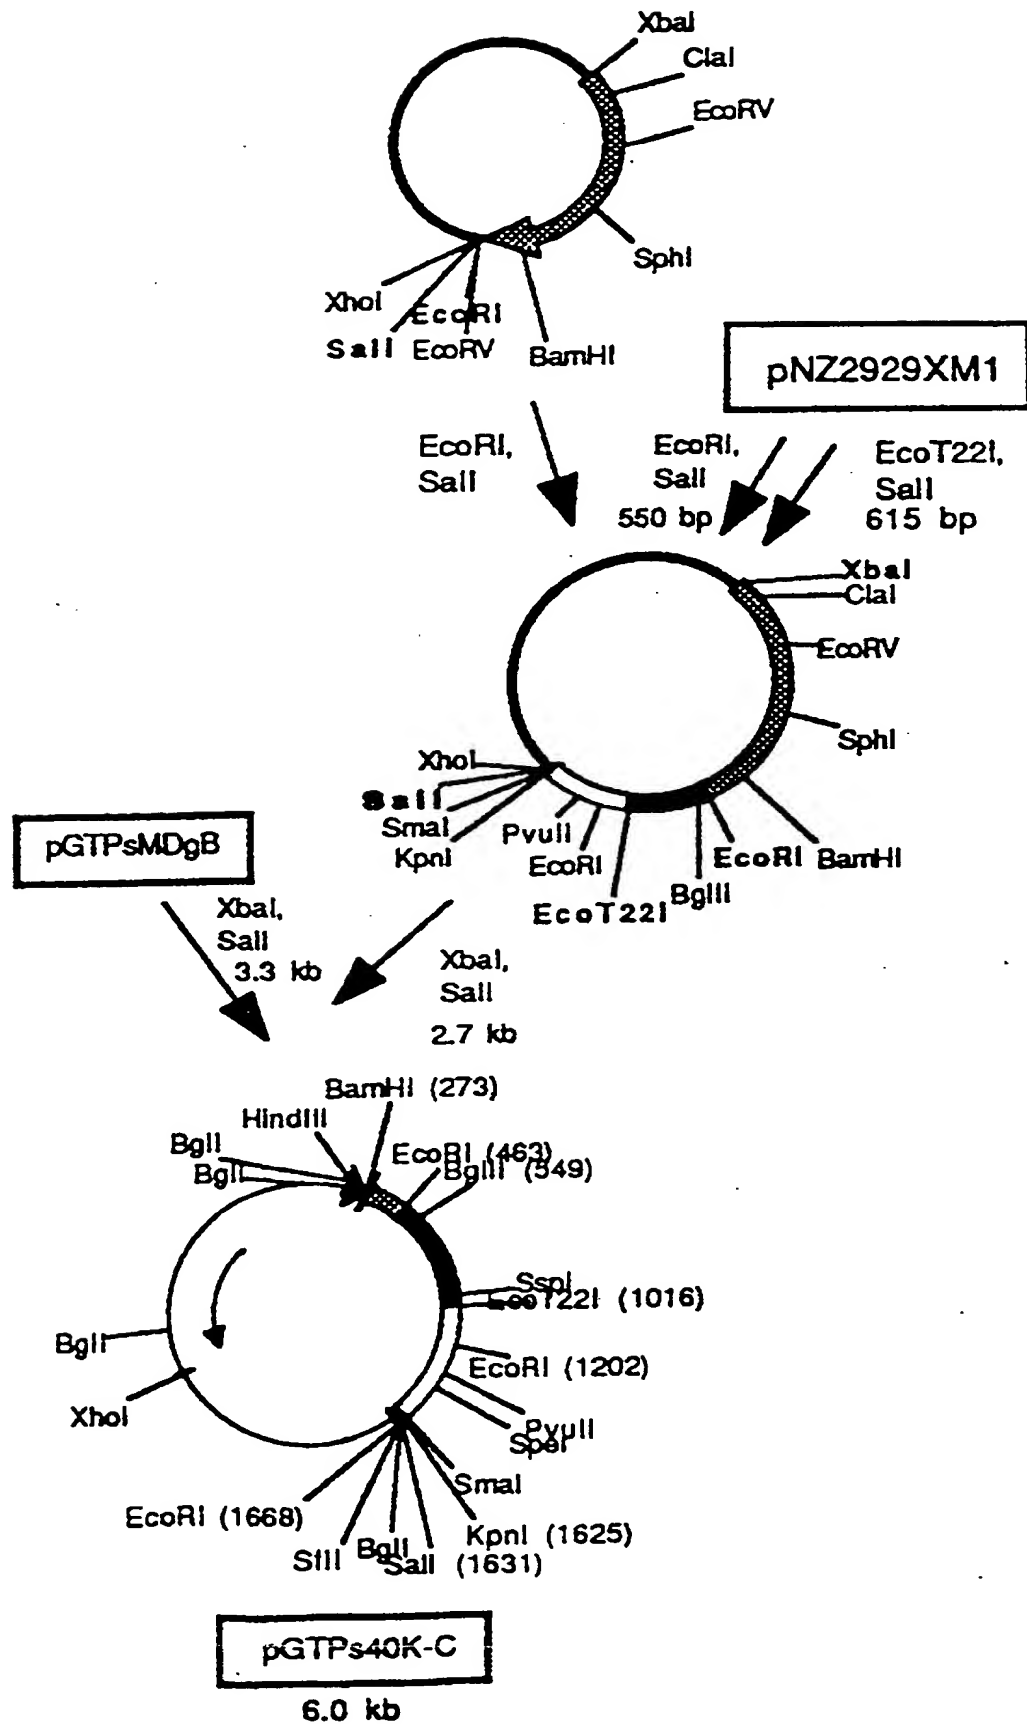 XbaI
ClaI
EcoRV
SphI
XhoI
EcoRI
SalI
EcoRV
BamHI
pNZ2929XM1
EcoRI,
SalI
EcoRI,
SalI
550 bp
EcoT22I,
SalI
615 bp
XbaI
ClaI
EcoRV
SphI
XhoI
SalI
SmaI
KpnI
PvuII
EcoRI
EcoT22I
BglII
EcoRI
BamHI
pGTPsMDgB
XbaI,
SalI
3.3 kb
XbaI,
SalI
2.7 kb
BamHI (273)
HindIII
BglI
BglI
EcoRI (463)
BglII (549)
SspI
EcoT22I (1016)
BglI
EcoRI (1202)
XhoI
PvuII
SpeI
SmaI
EcoRI (1668)
KpnI (1625)
SfiI
BglI
SalI (1631)
pGTPs40K-C
6.0 kb